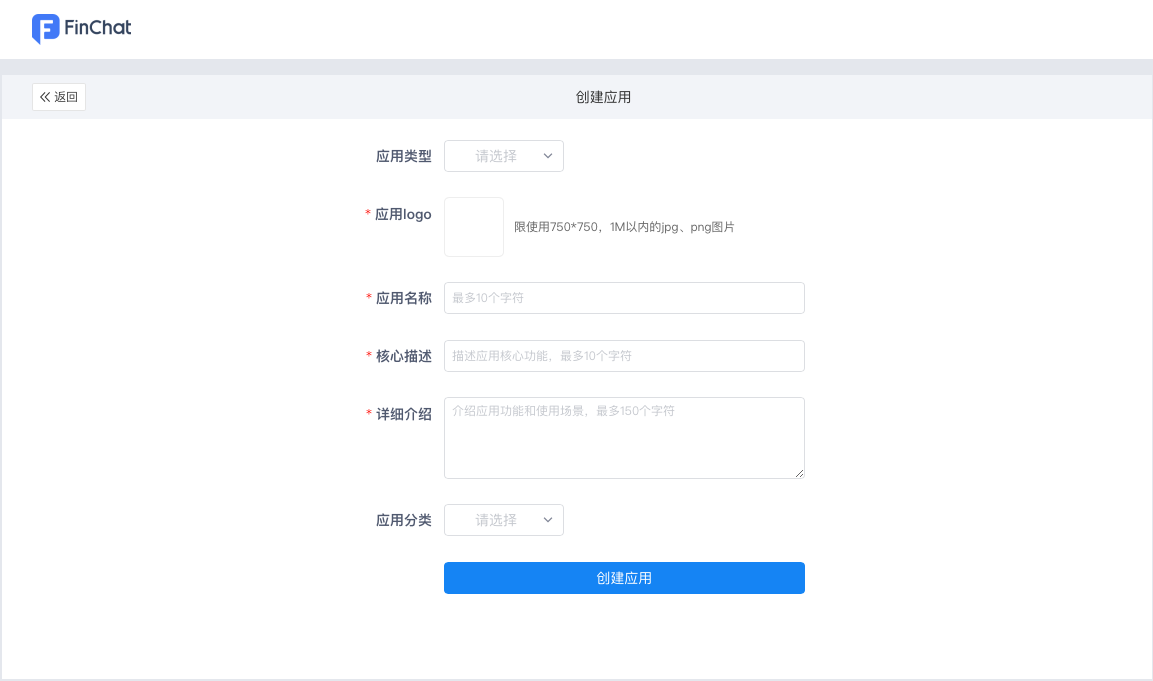 FinChat
返回
创建应用
应用类型 请选择
* 应用logo
限使用750*750，1M以内的jpg、png图片
* 应用名称 最多10个字符
* 核心描述 描述应用核心功能，最多10个字符
* 详细介绍 介绍应用功能和使用场景，最多150个字符
应用分类 请选择
创建应用